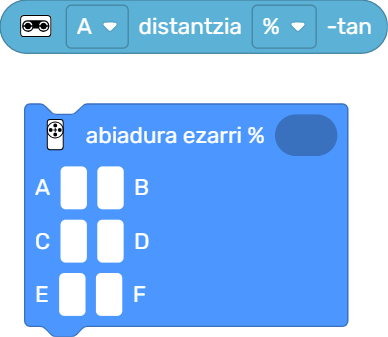 A distantzia % -tan
abiadura ezarri %
A B
C D
E F